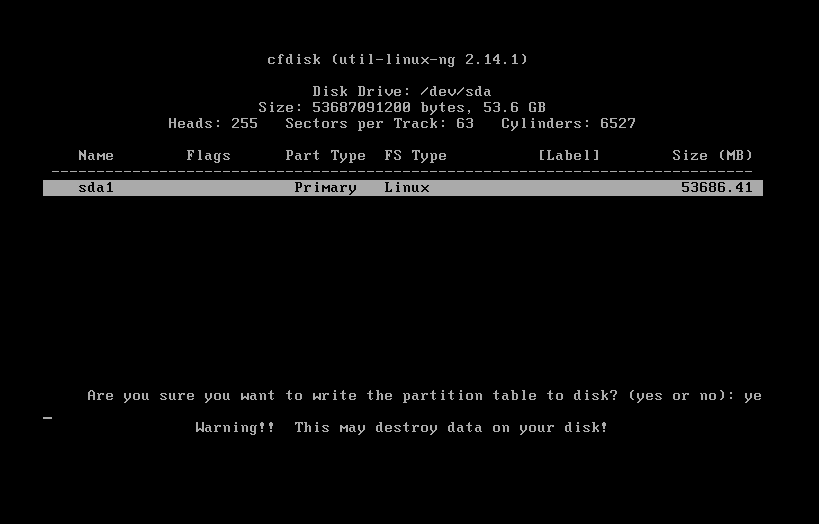 cfdisk (util-linux-ng 2.14.1)
Disk Drive: /dev/sda
Size: 53687091200 bytes, 53.6 GB
Heads: 255 Sectors per Track: 63 Cylinders: 6527
Name Flags Part Type FS Type [Label] Size (MB)
------------------------------------------------------------------------------
sda1 Primary Linux 53686.41
Are you sure you want to write the partition table to disk? (yes or no): ye
_
Warning!! This may destroy data on your disk!